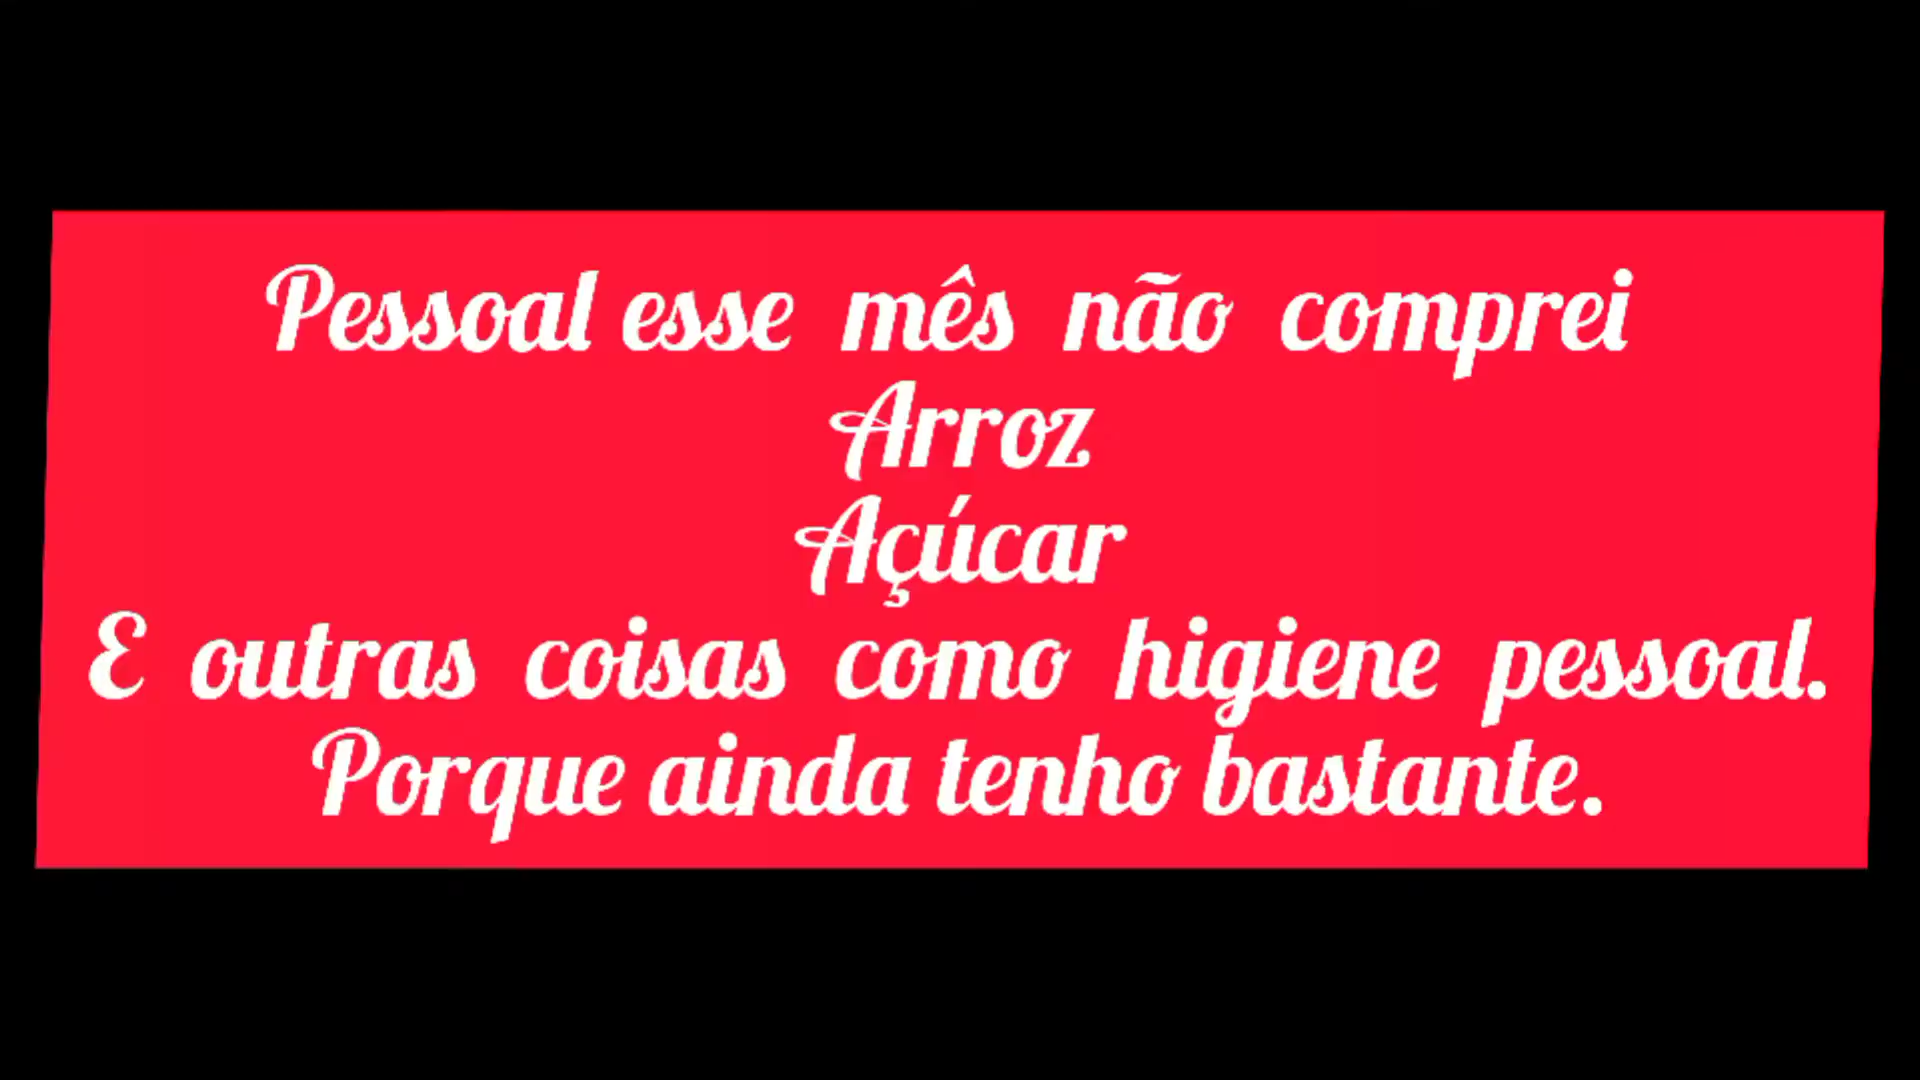 Pessoal esse mês não comprei
Arroz
Açúcar
E outras coisas como higiene pessoal.
Porque ainda tenho bastante.